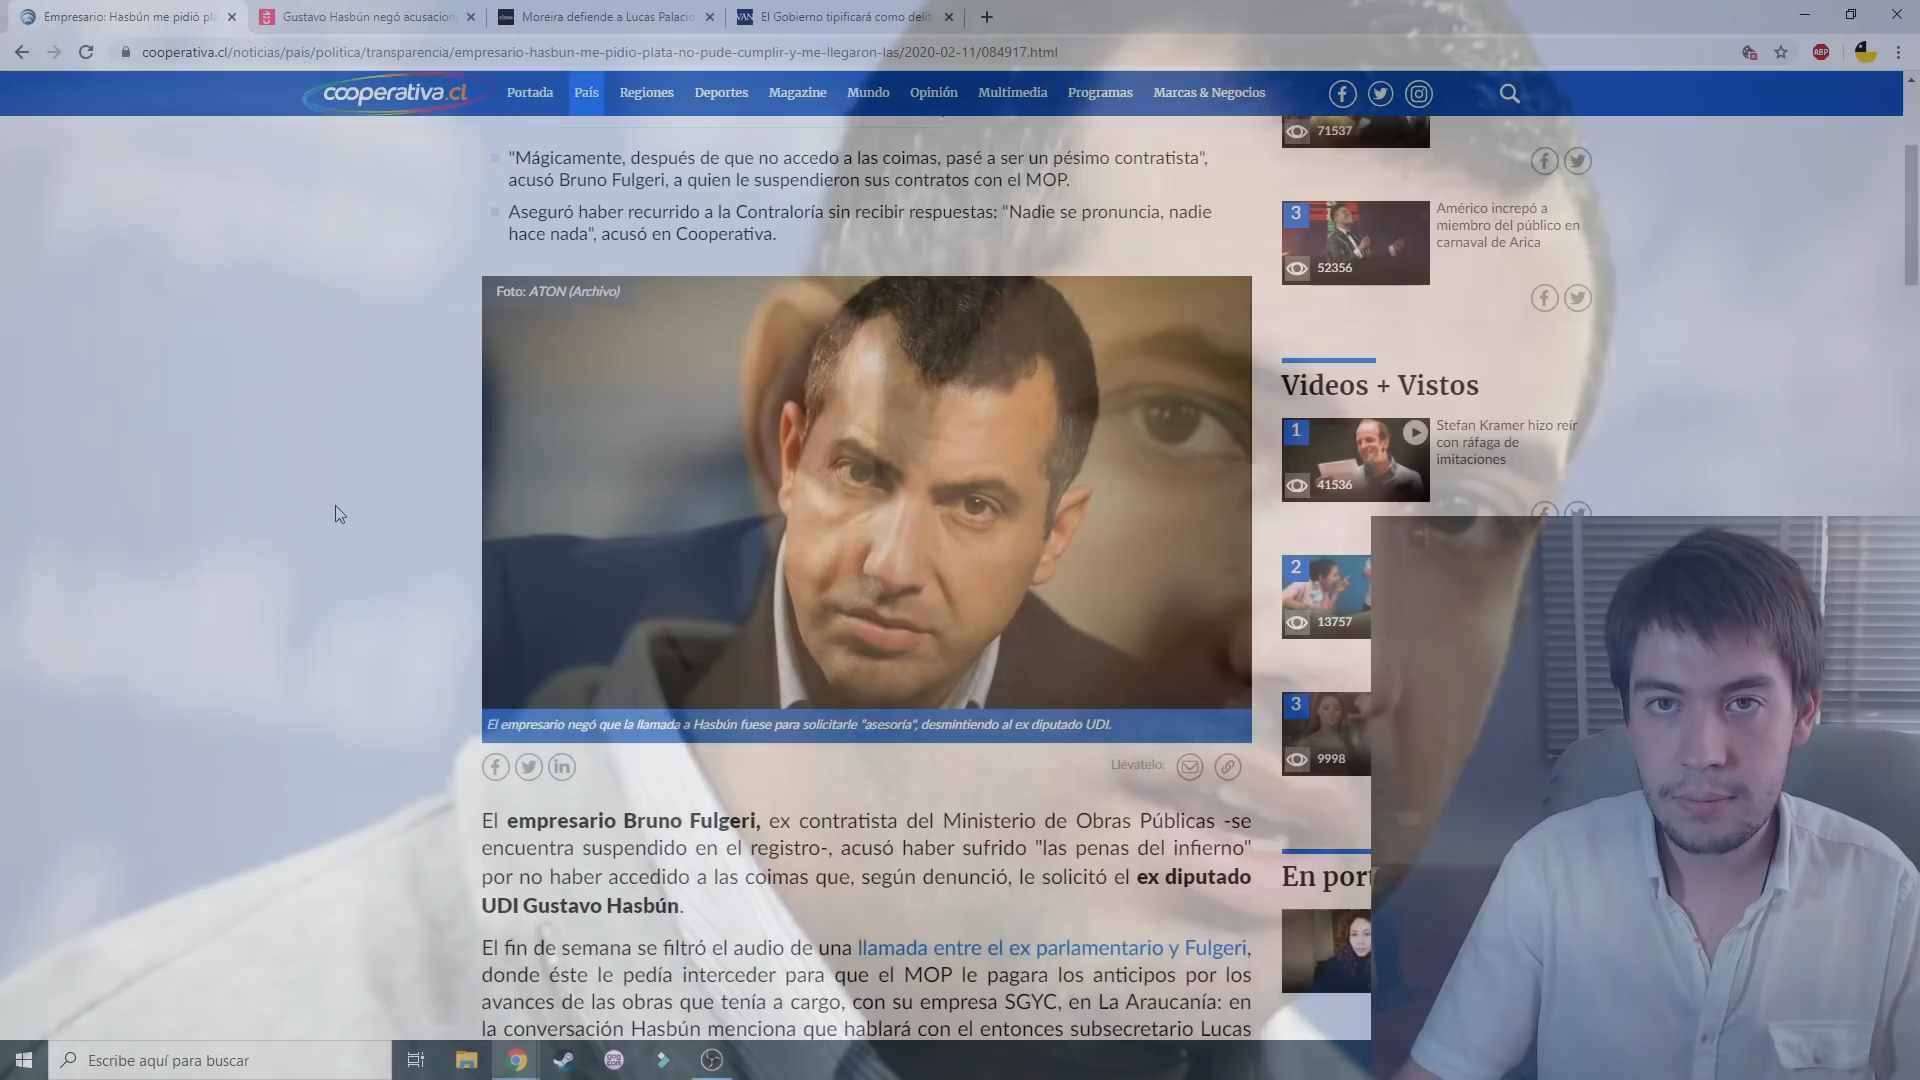 Empresario: Hasbún me pidió pla
Gustavo Hasbún negó acusacion
Moreira defiende a Lucas Palacio
El Gobierno tipificará como delit
cooperativa.cl/noticias/pais/politica/transparencia/empresario-hasbun-me-pidio-plata-no-pude-cumplir-y-me-llegaron-las/2020-02-11/084917.html
ABP
cooperativa.cl
Portada País Regiones Deportes Magazine Mundo Opinión Multimedia Programas Marcas & Negocios
"Mágicamente, después de que no accedo a las coimas, pasé a ser un pésimo contratista",
acusó Bruno Fulgeri, a quien le suspendieron sus contratos con el MOP.
Aseguró haber recurrido a la Contraloría sin recibir respuestas: "Nadie se pronuncia, nadie
hace nada", acusó en Cooperativa.
Foto: ATON (Archivo)
El empresario negó que la llamada a Hasbún fuese para solicitarle "asesoría", desmintiendo al ex diputado UDI.
Llévatelo:
El empresario Bruno Fulgeri, ex contratista del Ministerio de Obras Públicas -se
encuentra suspendido en el registro-, acusó haber sufrido "las penas del infierno"
por no haber accedido a las coimas que, según denunció, le solicitó el ex diputado
UDI Gustavo Hasbún.
El fin de semana se filtró el audio de una llamada entre el ex parlamentario y Fulgeri,
donde éste le pedía interceder para que el MOP le pagara los anticipos por los
avances de las obras que tenía a cargo, con su empresa SGYC, en La Araucanía: en
la conversación Hasbún menciona que hablará con el entonces subsecretario Lucas
71537
3
Américo increpó a
miembro del público en
carnaval de Arica
52356
Videos + Vistos
1
Stefan Kramer hizo reír
con ráfaga de
imitaciones
41536
2
13757
3
9998
En port
Escribe aquí para buscar